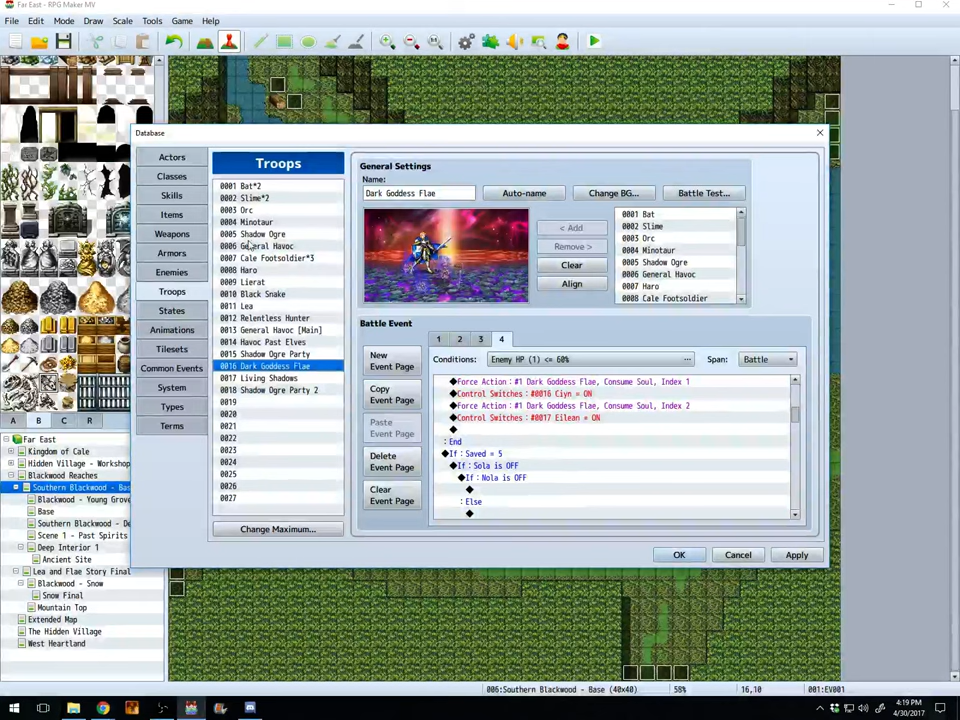 Far East - RPG Maker MV
File Edit Mode Draw Scale Tools Game Help
1:1
Database
Actors
Classes
Skills
Items
Weapons
Armors
Enemies
Troops
States
Animations
Tilesets
Common Events
System
Types
Terms
Troops
0001 Bat*2
0002 Slime*2
0003 Orc
0004 Minotaur
0005 Shadow Ogre
0006 General Havoc
0007 Cale Footsoldier*3
0008 Haro
0009 Lierat
0010 Black Snake
0011 Lea
0012 Relentless Hunter
0013 General Havoc [Main]
0014 Havoc Past Elves
0015 Shadow Ogre Party
0016 Dark Goddess Flae
0017 Living Shadows
0018 Shadow Ogre Party 2
0019
0020
0021
0022
0023
0024
0025
0026
0027
Change Maximum...
General Settings
Name:
Dark Goddess Flae
Auto-name
Change BG...
Battle Test...
< Add
Remove >
Clear
Align
0001 Bat
0002 Slime
0003 Orc
0004 Minotaur
0005 Shadow Ogre
0006 General Havoc
0007 Haro
0008 Cale Footsoldier
Battle Event
New Event Page
Copy Event Page
Paste Event Page
Delete Event Page
Clear Event Page
1 2 3 4
Conditions: Enemy HP (1) <= 60% ... Span: Battle
◆Force Action : #1 Dark Goddess Flae, Consume Soul, Index 1
◆Control Switches : #0016 Ciyn = ON
◆Force Action : #1 Dark Goddess Flae, Consume Soul, Index 2
◆Control Switches : #0017 Eilean = ON
◆
: End
◆If : Saved = 5
◆If : Sola is OFF
◆If : Nola is OFF
◆
: Else
◆
OK Cancel Apply
A B C R
Far East
Kingdom of Cale
Hidden Village - Worksho
Blackwood Reaches
Southern Blackwood - Bas
Blackwood - Young Grove
Base
Southern Blackwood - De
Scene 1 - Past Spirits
Deep Interior 1
Ancient Site
Lea and Flae Story Final
Blackwood - Snow
Snow Final
Mountain Top
Extended Map
The Hidden Village
West Heartland
006:Southern Blackwood - Base (40x40) 58% 16,10 001:EV001
4:19 PM
4/30/2017